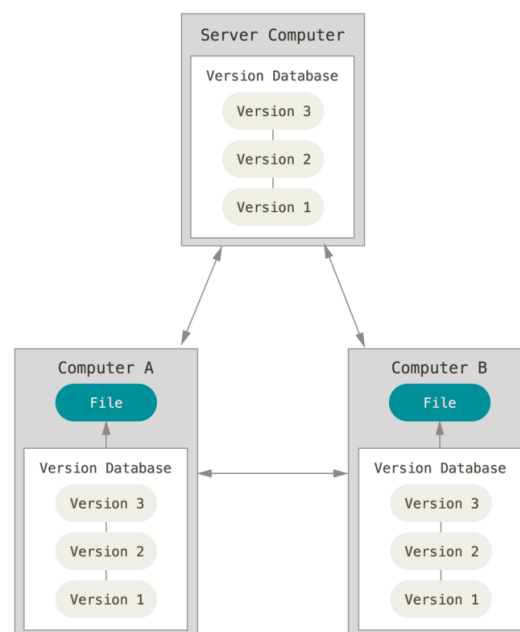 Server Computer
Version Database
Version 3
Version 2
Version 1
Computer A
File
Version Database
Version 3
Version 2
Version 1
Computer B
File
Version Database
Version 3
Version 2
Version 1